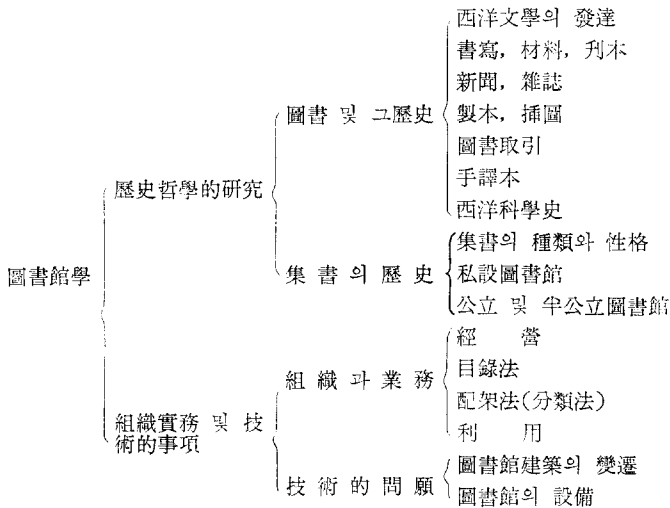 圖書館學
歷史哲學的研究
圖書 및 그歷史
西洋文學의 發達
書寫, 材料, 刋本
新聞, 雜誌
製本, 揷圖
圖書取引
手譯本
西洋科學史
集書의 歷史
集書의 種類와 性格
私設圖書館
公立 및 半公立圖書館
組織實務 및 技
術的事項
組織과業務
經 營
目錄法
配架法(分類法)
利 用
技術的問願
圖書館建築의 變遷
圖書館의 設備